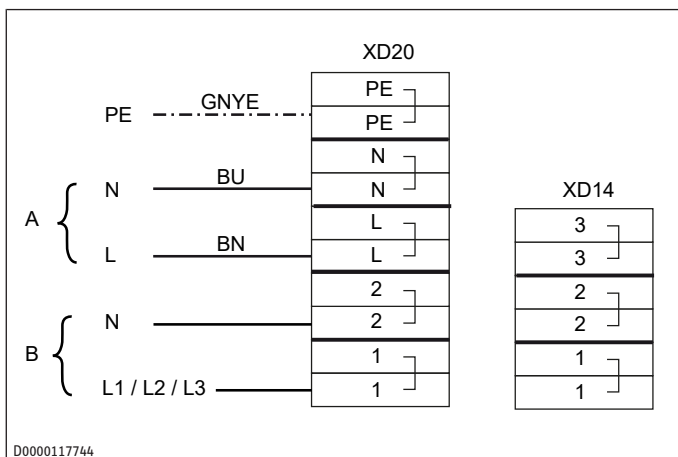 XD20
PE
PE GNYE PE
N
A N BU N
L
L BN L
2
B N 2
1
L1 / L2 / L3 1
XD14
3
3
2
2
1
1
D0000117744